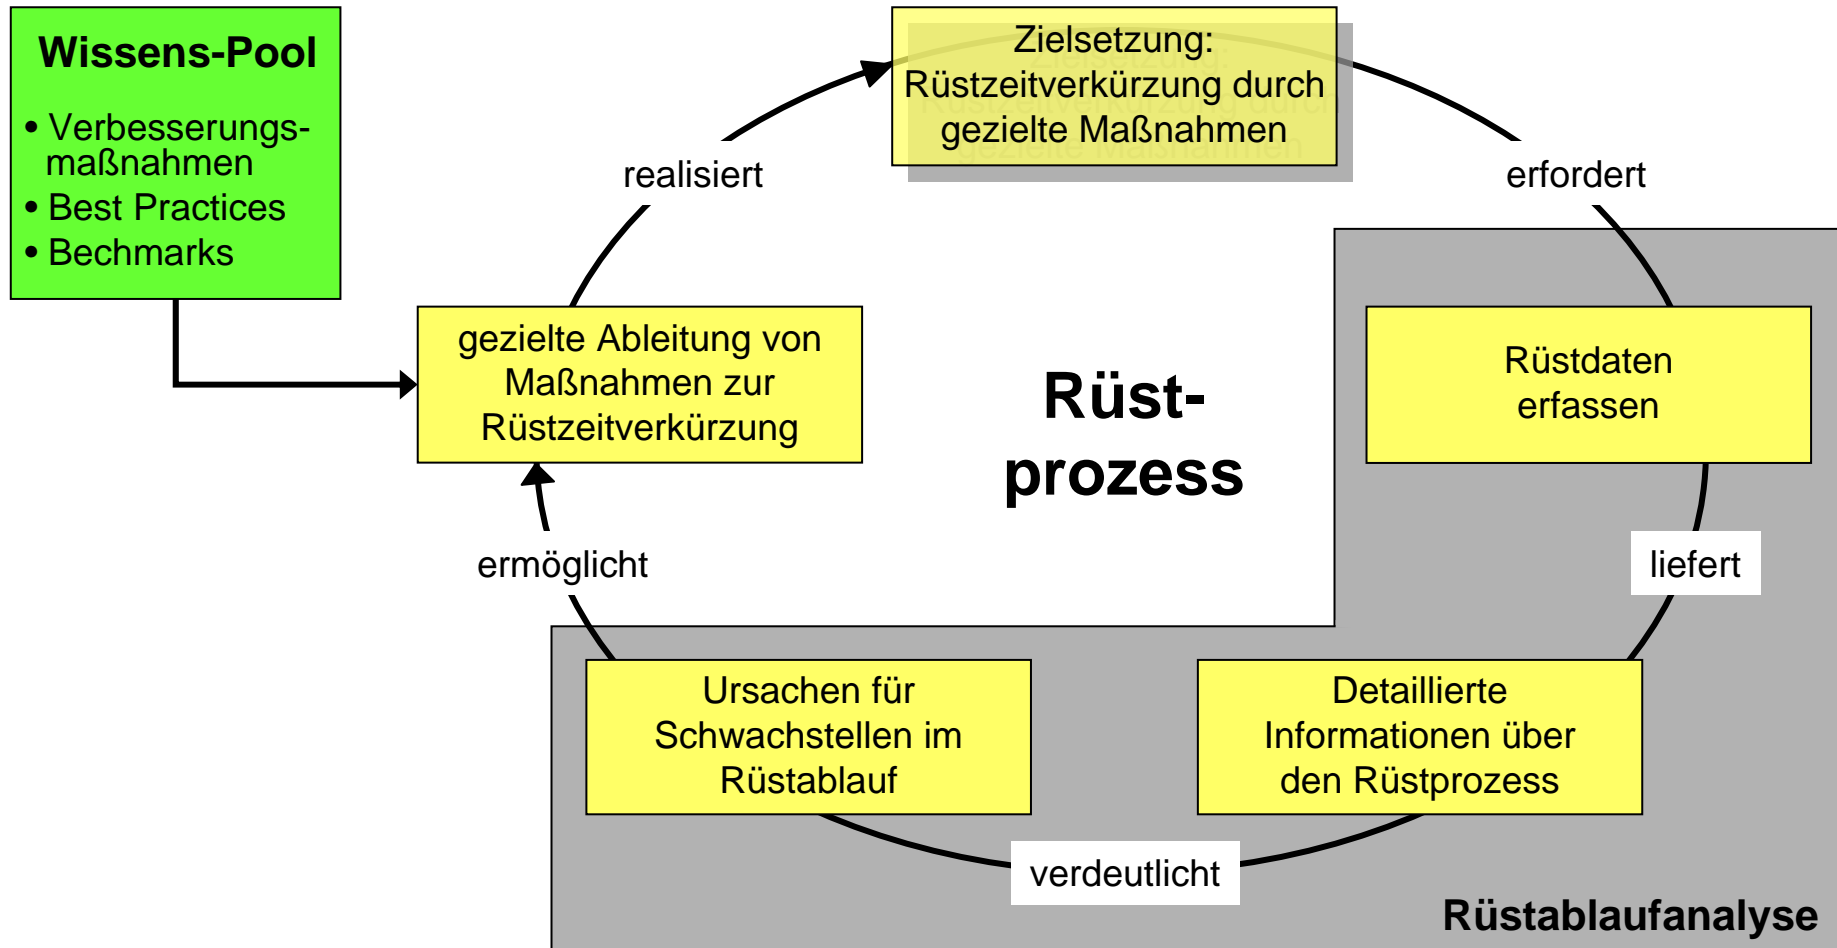 Wissens-Pool
• Verbesserungs-
maßnahmen
• Best Practices
• Bechmarks
Zielsetzung:
Rüstzeitverkürzung durch
gezielte Maßnahmen
realisiert
erfordert
gezielte Ableitung von
Maßnahmen zur
Rüstzeitverkürzung
Rüst-
prozess
Rüstdaten
erfassen
ermöglicht
liefert
Ursachen für
Schwachstellen im
Rüstablauf
Detaillierte
Informationen über
den Rüstprozess
verdeutlicht
Rüstablaufanalyse